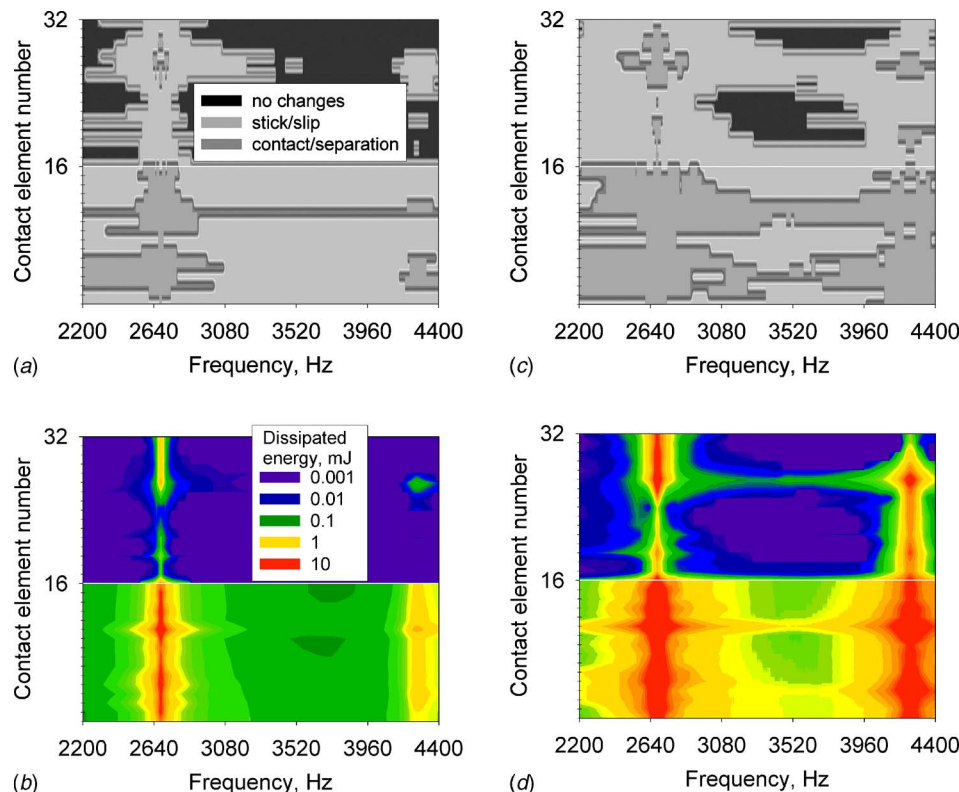 32
16
Contact element number
no changes
stick/slip
contact/separation
2200 2640 3080 3520 3960 4400
(a) Frequency, Hz
32
16
Contact element number
2200 2640 3080 3520 3960 4400
(c) Frequency, Hz
32
16
Contact element number
Dissipated
energy, mJ
0.001
0.01
0.1
1
10
2200 2640 3080 3520 3960 4400
(b) Frequency, Hz
32
16
Contact element number
2200 2640 3080 3520 3960 4400
(d) Frequency, Hz